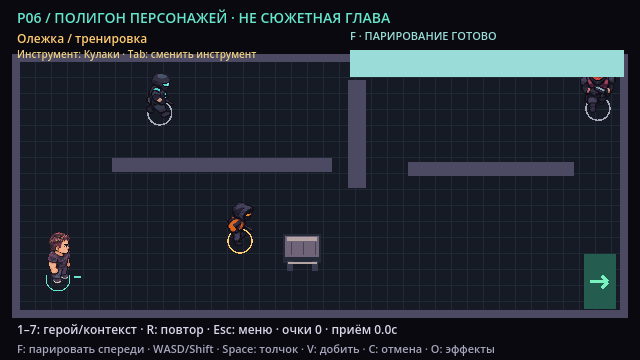 P06 / ПОЛИГОН ПЕРСОНАЖЕЙ · НЕ СЮЖЕТНАЯ ГЛАВА
Олежка / тренировка
F · ПАРИРОВАНИЕ ГОТОВО
Инструмент: Кулаки · Tab: сменить инструмент
1–7: герой/контекст · R: повтор · Esc: меню · очки 0 · приём 0.0с
F: парировать спереди · WASD/Shift · Space: толчок · V: добить · C: отмена · O: эффекты